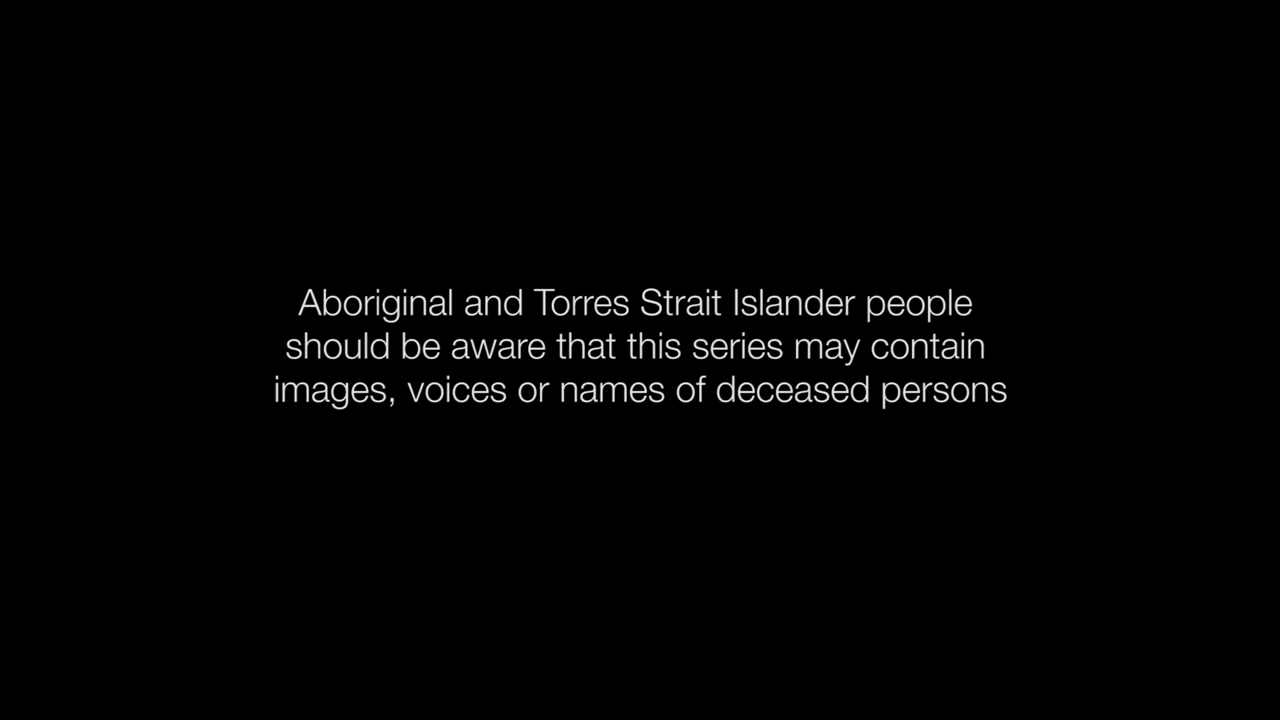 Aboriginal and Torres Strait Islander people
should be aware that this series may contain
images, voices or names of deceased persons